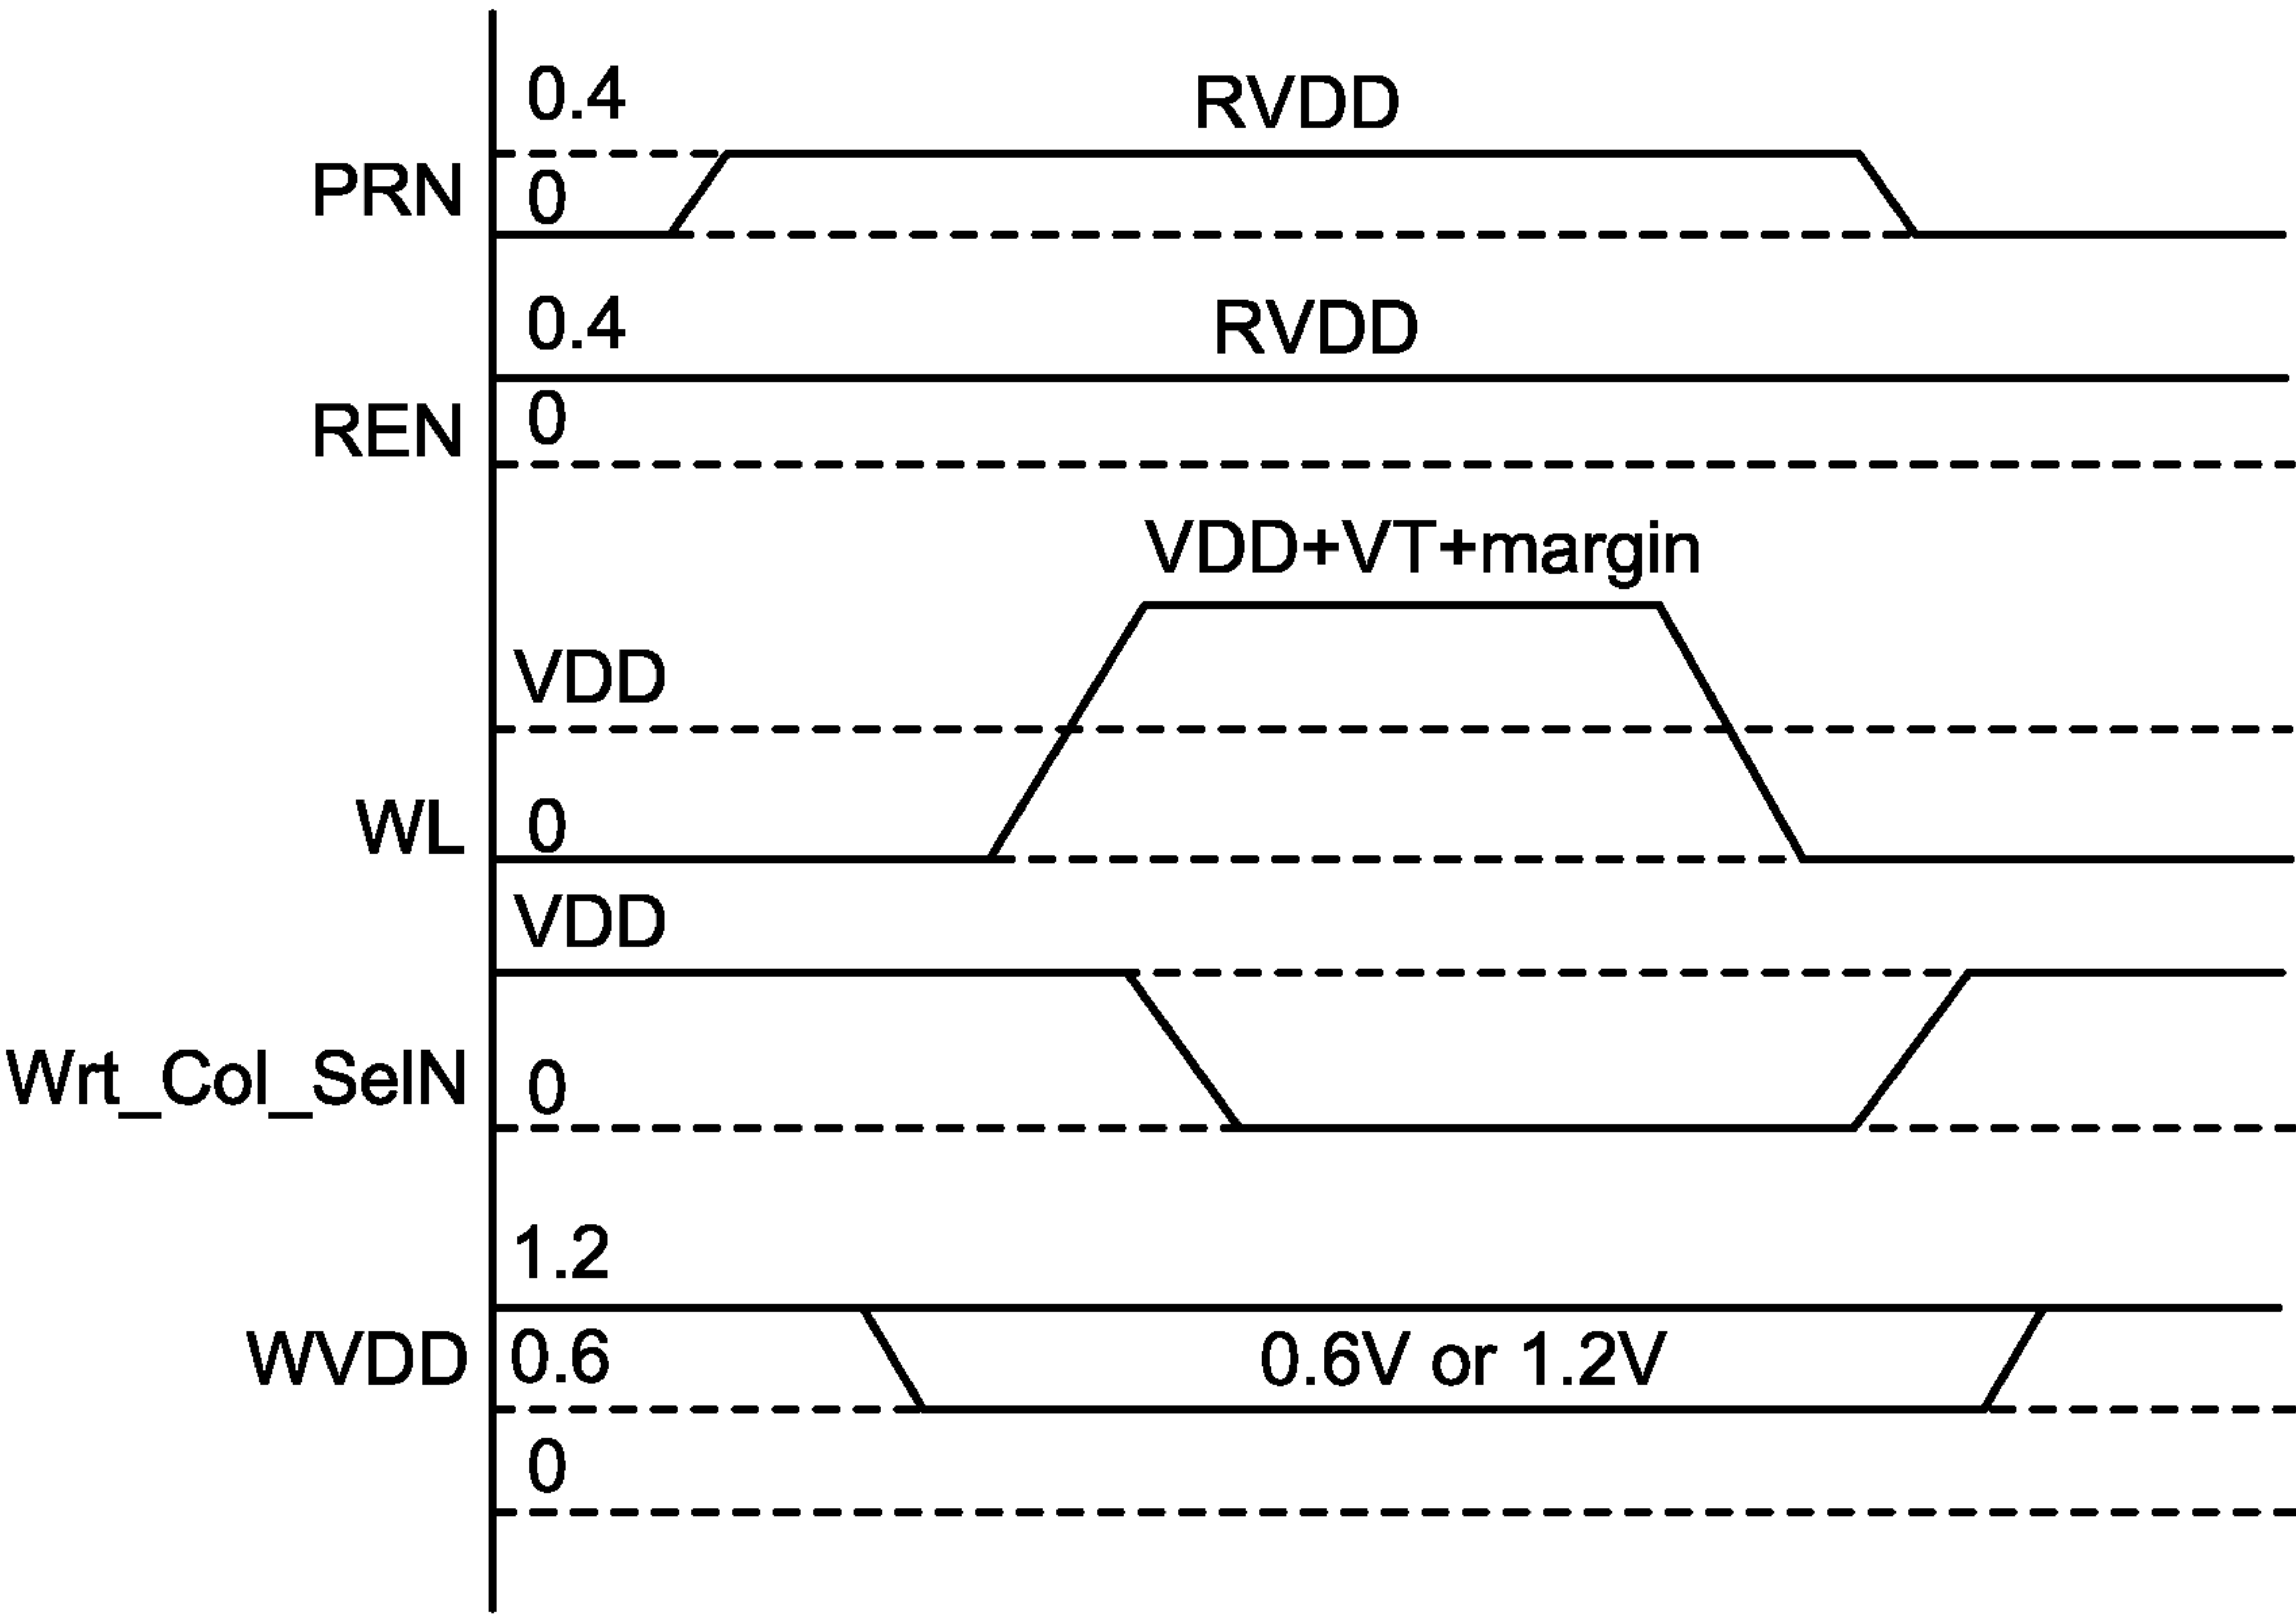 0.4
RVDD
PRN
0
0.4
RVDD
REN
0
VDD+VT+margin
VDD
WL
0
VDD
Wrt_Col_SelN
0
1.2
WVDD
0.6
0.6V or 1.2V
0